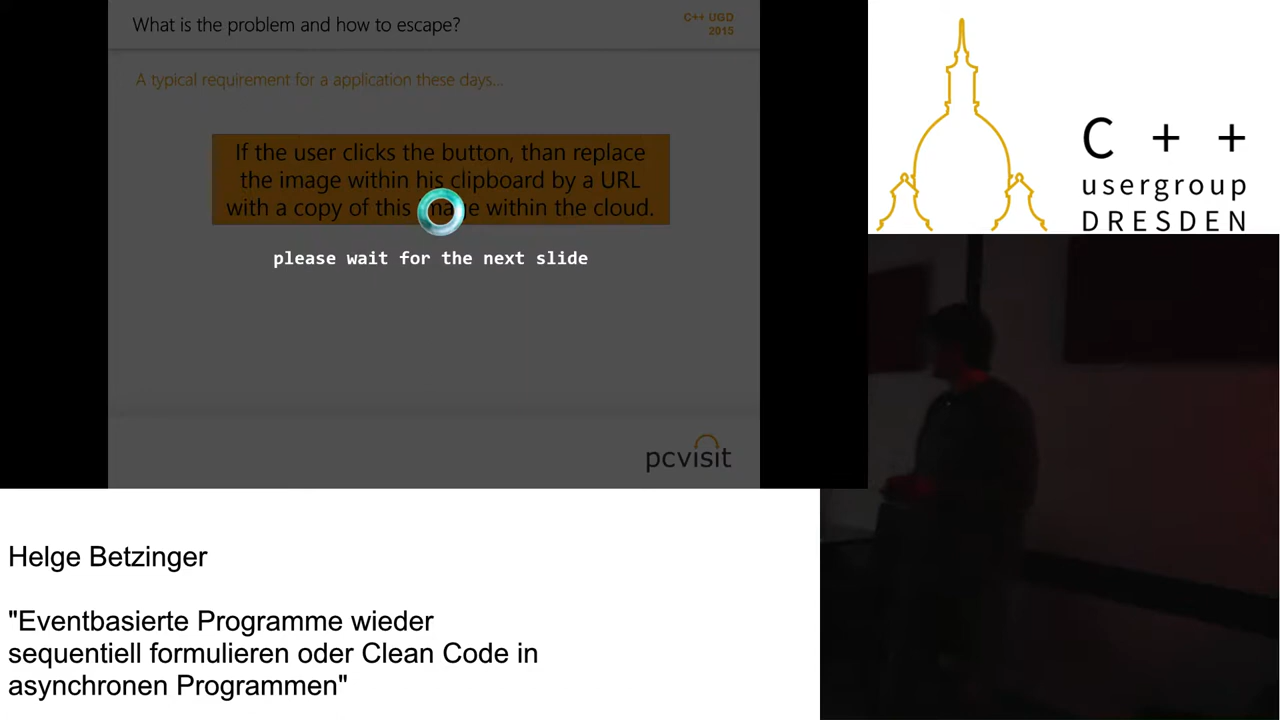 What is the problem and how to escape?
C++ UGD
2015
A typical requirement for a application these days...
If the user clicks the button, than replace
the image within his clipboard by a URL
with a copy of this image within the cloud.
please wait for the next slide
pcvisit
C + +
usergroup
DRESDEN
Helge Betzinger
"Eventbasierte Programme wieder
sequentiell formulieren oder Clean Code in
asynchronen Programmen"